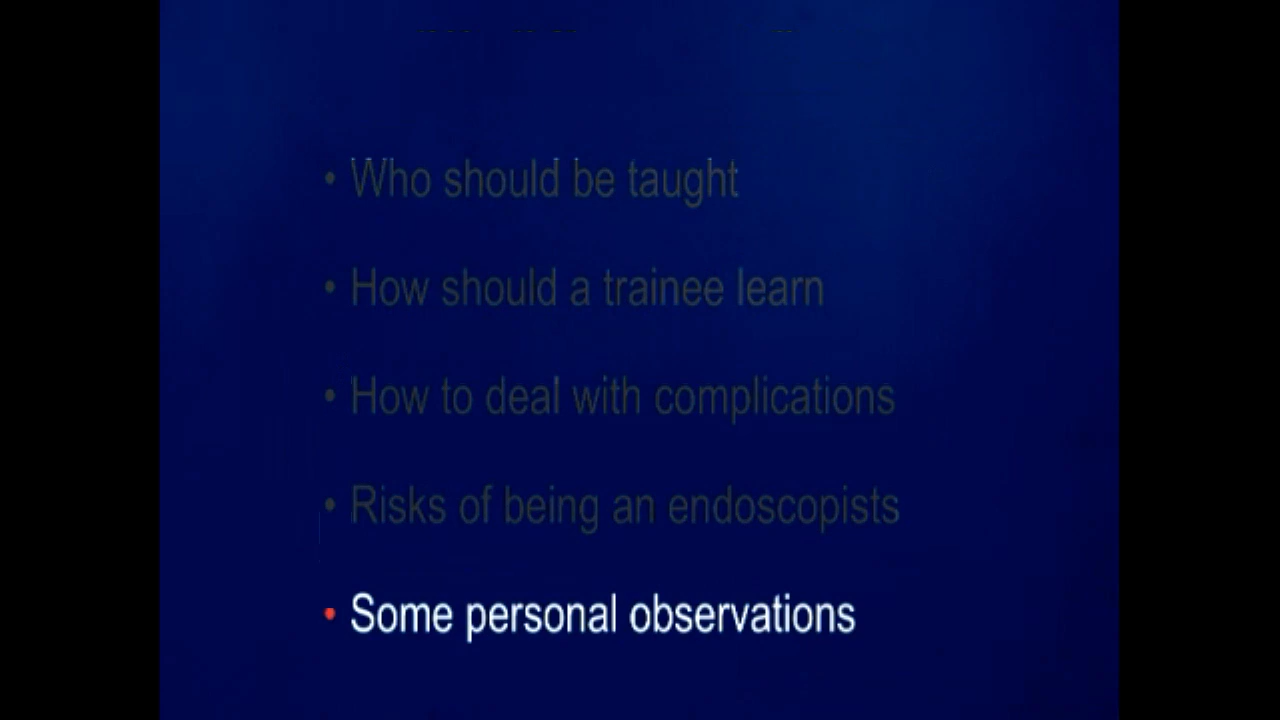 • Who should be taught
• How should a trainee learn
• How to deal with complications
• Risks of being an endoscopists
• Some personal observations